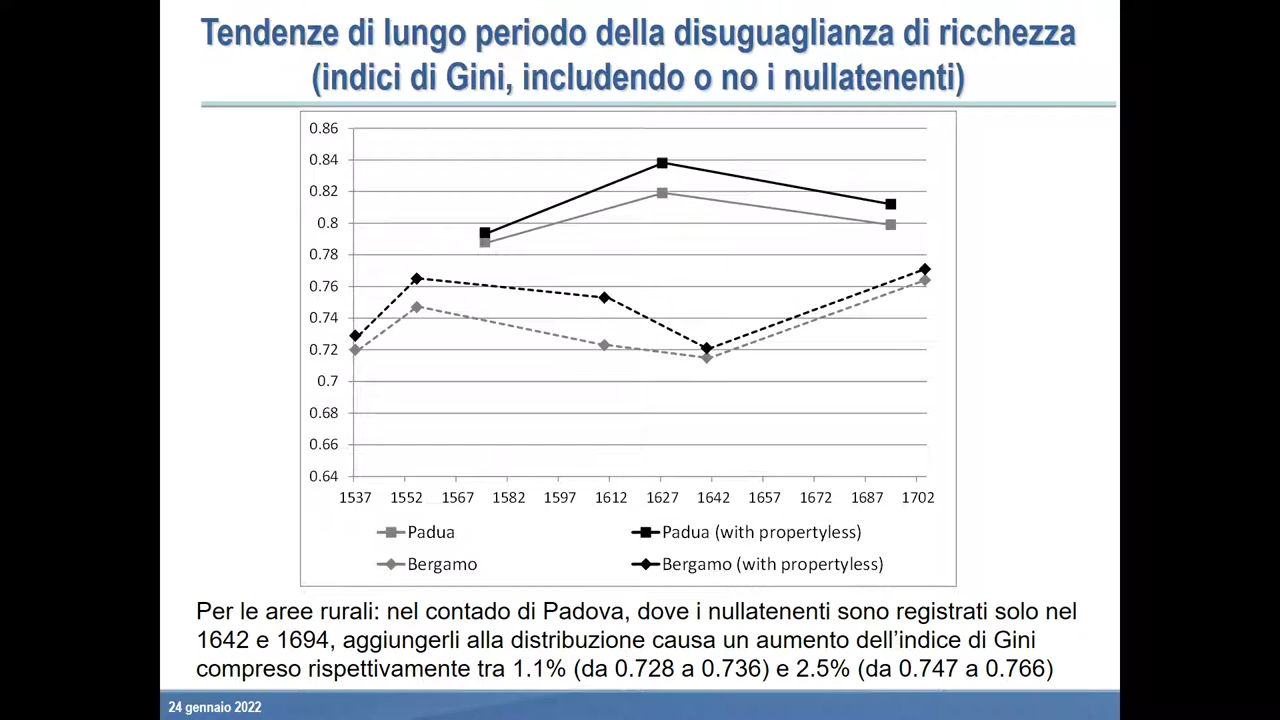 Tendenze di lungo periodo della disuguaglianza di ricchezza
(indici di Gini, includendo o no i nullatenenti)
0.86
0.84
0.82
0.8
0.78
0.76
0.74
0.72
0.7
0.68
0.66
0.64
1537 1552 1567 1582 1597 1612 1627 1642 1657 1672 1687 1702
Padua Padua (with propertyless)
Bergamo Bergamo (with propertyless)
Per le aree rurali: nel contado di Padova, dove i nullatenenti sono registrati solo nel
1642 e 1694, aggiungerli alla distribuzione causa un aumento dell’indice di Gini
compreso rispettivamente tra 1.1% (da 0.728 a 0.736) e 2.5% (da 0.747 a 0.766)
24 gennaio 2022